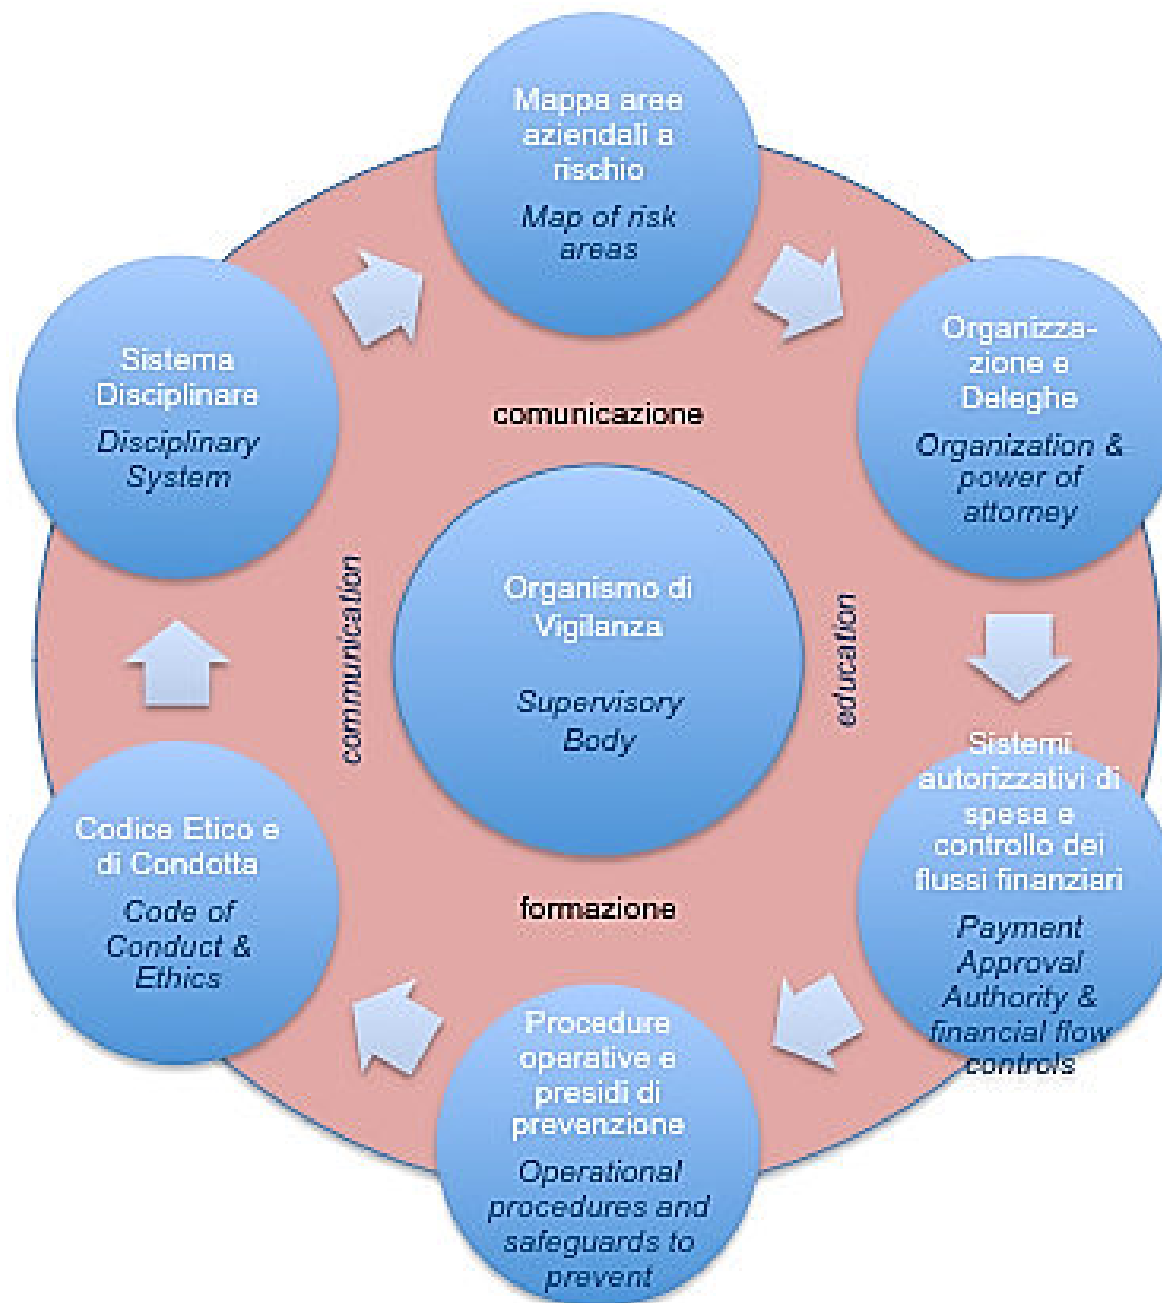 Mappa aree
aziendali a
rischio
Map of risk
areas
Organizza-
zione e
Deleghe
Organization &
power of
attorney
Sistemi
autorizzativi di
spesa e
controllo dei
flussi finanziari
Payment
Approval
Authority &
financial flow
controls
Procedure
operative e
presidi di
prevenzione
Operational
procedures and
safeguards to
prevent
Codice Etico e
di Condotta
Code of
Conduct &
Ethics
Sistema
Disciplinare
Disciplinary
System
comunicazione
communication
Organismo di
Vigilanza
Supervisory
Body
education
formazione